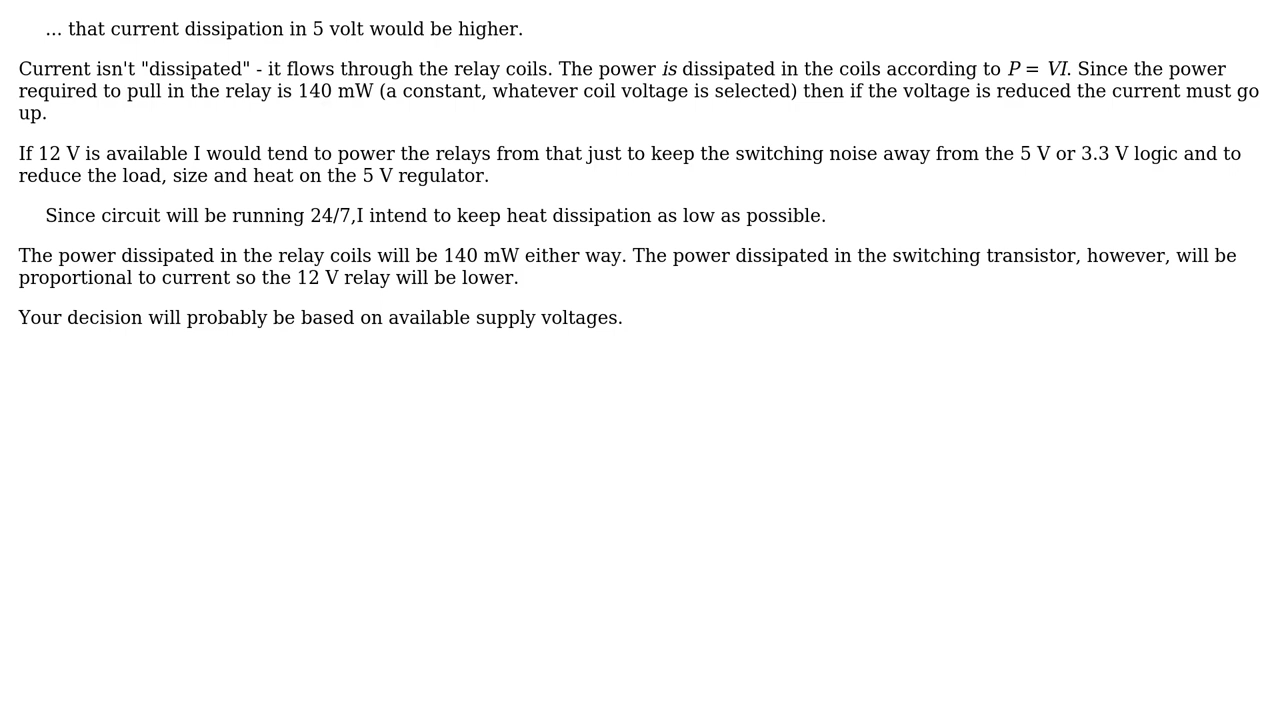 ... that current dissipation in 5 volt would be higher.
Current isn't "dissipated" - it flows through the relay coils. The power is dissipated in the coils according to P = VI. Since the power
required to pull in the relay is 140 mW (a constant, whatever coil voltage is selected) then if the voltage is reduced the current must go
up.
If 12 V is available I would tend to power the relays from that just to keep the switching noise away from the 5 V or 3.3 V logic and to
reduce the load, size and heat on the 5 V regulator.
Since circuit will be running 24/7,I intend to keep heat dissipation as low as possible.
The power dissipated in the relay coils will be 140 mW either way. The power dissipated in the switching transistor, however, will be
proportional to current so the 12 V relay will be lower.
Your decision will probably be based on available supply voltages.